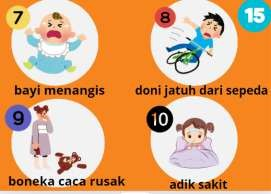 7
8
15
bayi menangis
doni jatuh dari sepeda
9
10
boneka caca rusak
adik sakit